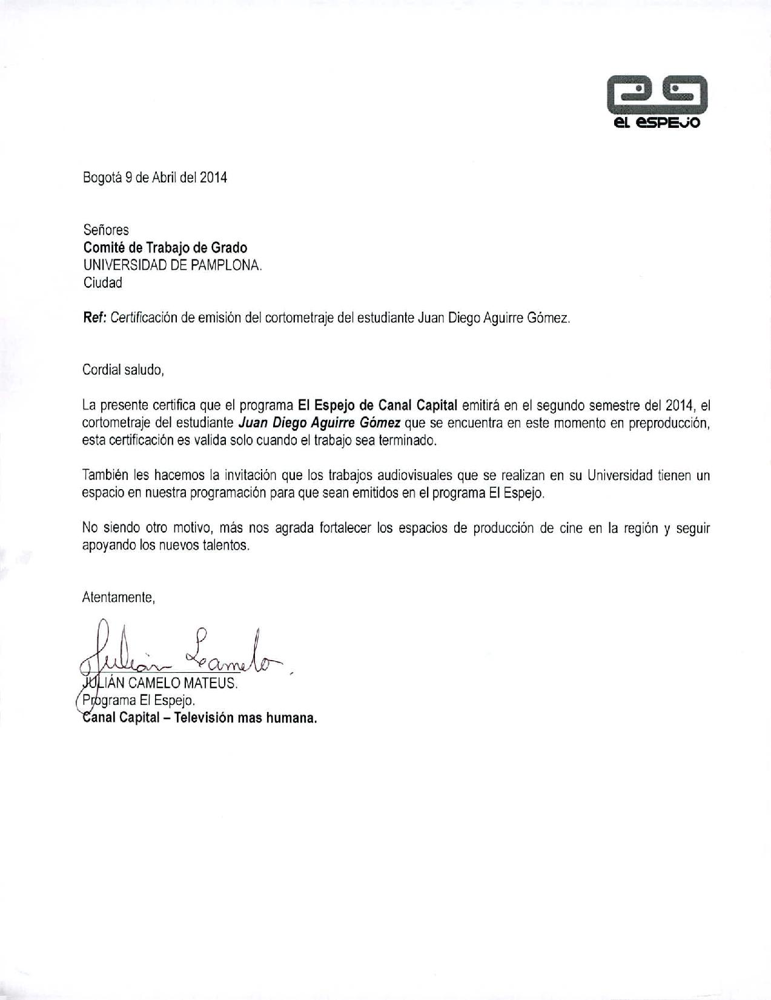 eL eSPEJO
Bogotá 9 de Abril del 2014
Señores
Comité de Trabajo de Grado
UNIVERSIDAD DE PAMPLONA.
Ciudad
Ref: Certificación de emisión del cortometraje del estudiante Juan Diego Aguirre Gómez.
Cordial saludo,
La presente certifica que el programa El Espejo de Canal Capital emitirá en el segundo semestre del 2014, el
cortometraje del estudiante Juan Diego Aguirre Gómez que se encuentra en este momento en preproducción,
esta certificación es valida solo cuando el trabajo sea terminado.
También les hacemos la invitación que los trabajos audiovisuales que se realizan en su Universidad tienen un
espacio en nuestra programación para que sean emitidos en el programa El Espejo.
No siendo otro motivo, más nos agrada fortalecer los espacios de producción de cine en la región y seguir
apoyando los nuevos talentos.
Atentamente,
Julián Camelo.
JULIÁN CAMELO MATEUS.
Programa El Espejo.
Canal Capital – Televisión mas humana.